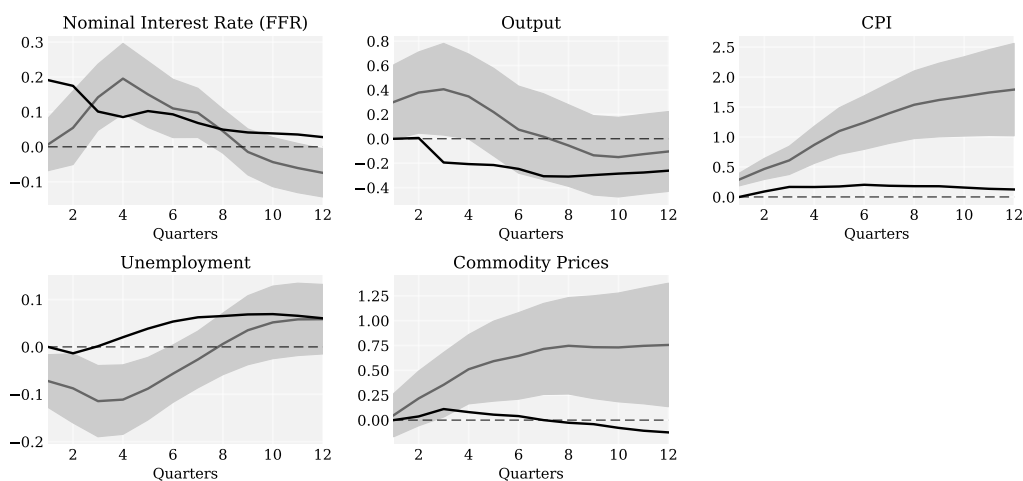 Nominal Interest Rate (FFR)
0.3
0.2
0.1
0.0
−0.1
2 4 6 8 10 12
Quarters
Output
0.8
0.6
0.4
0.2
0.0
−0.2
−0.4
2 4 6 8 10 12
Quarters
CPI
2.5
2.0
1.5
1.0
0.5
0.0
2 4 6 8 10 12
Quarters
Unemployment
0.1
0.0
−0.1
−0.2
2 4 6 8 10 12
Quarters
Commodity Prices
1.25
1.00
0.75
0.50
0.25
0.00
2 4 6 8 10 12
Quarters